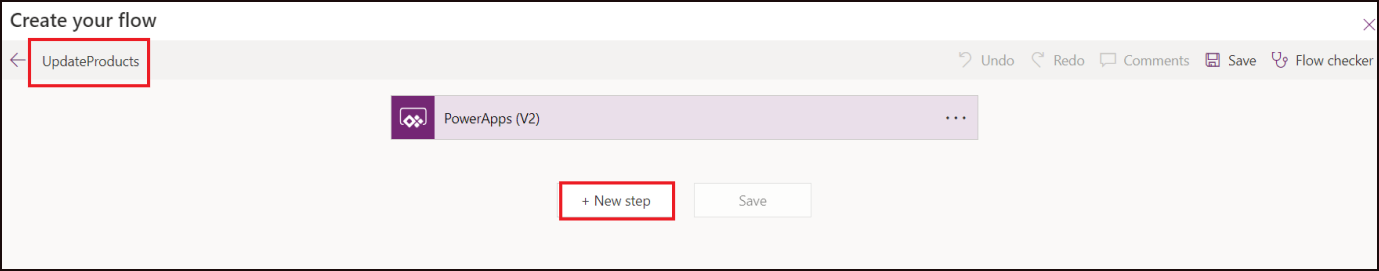 Create your flow
UpdateProducts Undo Redo Comments Save Flow checker
PowerApps (V2)
+ New step Save